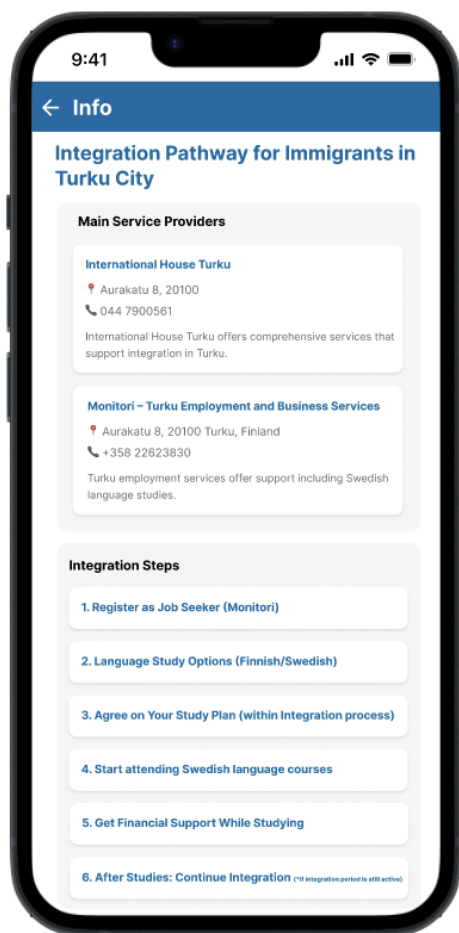 9:41
Info
Integration Pathway for Immigrants in
Turku City
Main Service Providers
International House Turku
Aurakatu 8, 20100
044 7900561
International House Turku offers comprehensive services that
support integration in Turku.
Monitori – Turku Employment and Business Services
Aurakatu 8, 20100 Turku, Finland
+358 22623830
Turku employment services offer support including Swedish
language studies.
Integration Steps
1. Register as Job Seeker (Monitori)
2. Language Study Options (Finnish/Swedish)
3. Agree on Your Study Plan (within Integration process)
4. Start attending Swedish language courses
5. Get Financial Support While Studying
6. After Studies: Continue Integration (*if integration period is still active)